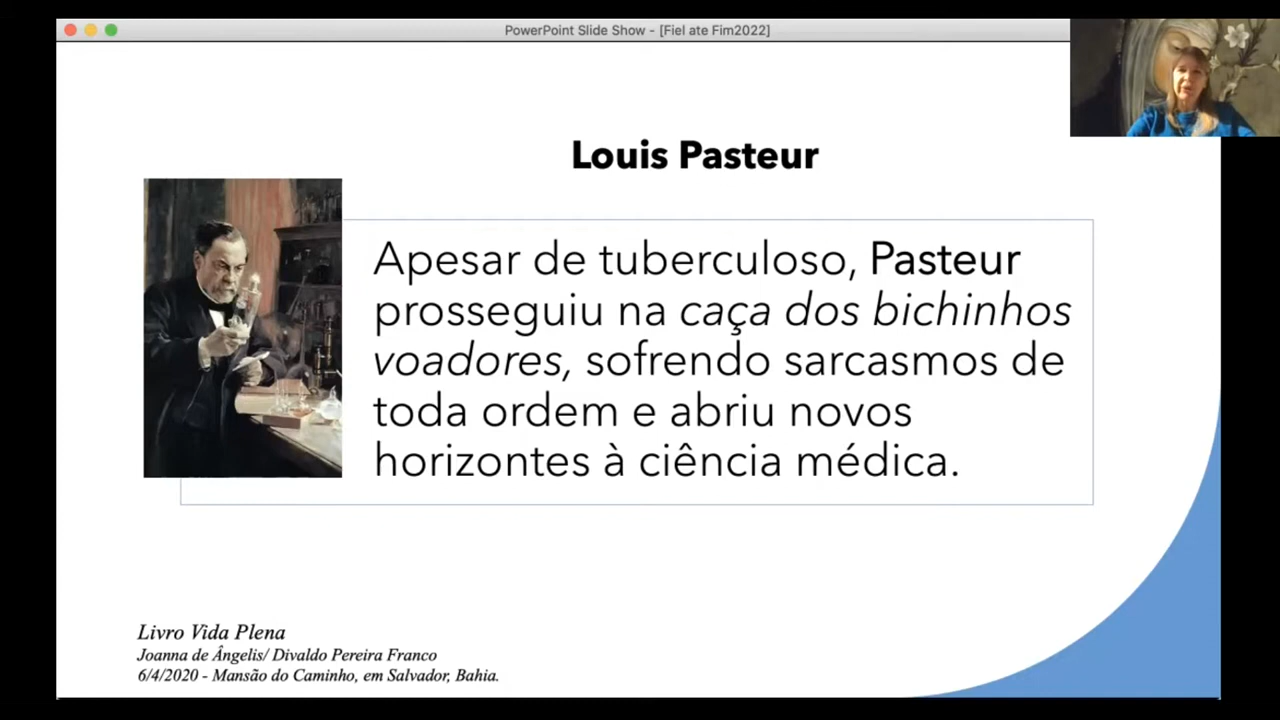 PowerPoint Slide Show - [Fiel ate Fim2022]
Louis Pasteur
Apesar de tuberculoso, Pasteur
prosseguiu na caça dos bichinhos
voadores, sofrendo sarcasmos de
toda ordem e abriu novos
horizontes à ciência médica.
Livro Vida Plena
Joanna de Ângelis/ Divaldo Pereira Franco
6/4/2020 - Mansão do Caminho, em Salvador, Bahia.